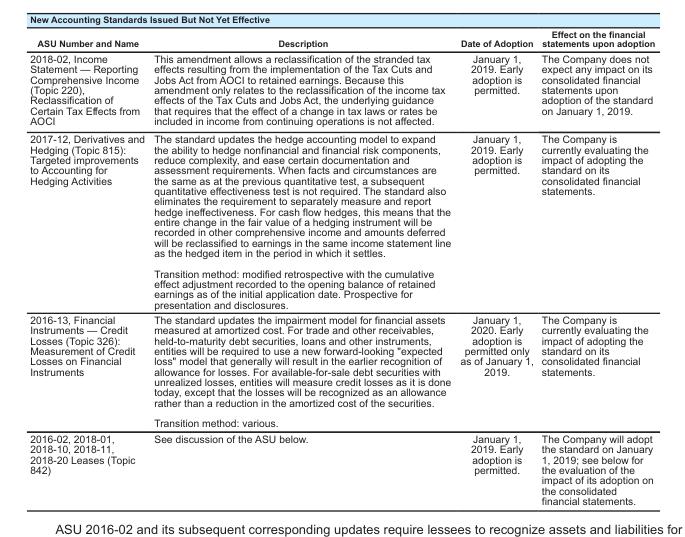 New Accounting Standards Issued But Not Yet Effective
ASU Number and Name
Description
Date of Adoption
Effect on the financial
statements upon adoption
2018-02, Income
Statement — Reporting
Comprehensive Income
(Topic 220),
Reclassification of
Certain Tax Effects from
AOCI
This amendment allows a reclassification of the stranded tax
effects resulting from the implementation of the Tax Cuts and
Jobs Act from AOCI to retained earnings. Because this
amendment only relates to the reclassification of the income tax
effects of the Tax Cuts and Jobs Act, the underlying guidance
that requires that the effect of a change in tax laws or rates be
included in income from continuing operations is not affected.
January 1,
2019. Early
adoption is
permitted.
The Company does not
expect any impact on its
consolidated financial
statements upon
adoption of the standard
on January 1, 2019.
2017-12, Derivatives and
Hedging (Topic 815):
Targeted improvements
to Accounting for
Hedging Activities
The standard updates the hedge accounting model to expand
the ability to hedge nonfinancial and financial risk components,
reduce complexity, and ease certain documentation and
assessment requirements. When facts and circumstances are
the same as at the previous quantitative test, a subsequent
quantitative effectiveness test is not required. The standard also
eliminates the requirement to separately measure and report
hedge ineffectiveness. For cash flow hedges, this means that the
entire change in the fair value of a hedging instrument will be
recorded in other comprehensive income and amounts deferred
will be reclassified to earnings in the same income statement line
as the hedged item in the period in which it settles.
Transition method: modified retrospective with the cumulative
effect adjustment recorded to the opening balance of retained
earnings as of the initial application date. Prospective for
presentation and disclosures.
January 1,
2019. Early
adoption is
permitted.
The Company is
currently evaluating the
impact of adopting the
standard on its
consolidated financial
statements.
2016-13, Financial
Instruments — Credit
Losses (Topic 326):
Measurement of Credit
Losses on Financial
Instruments
The standard updates the impairment model for financial assets
measured at amortized cost. For trade and other receivables,
held-to-maturity debt securities, loans and other instruments,
entities will be required to use a new forward-looking "expected
loss" model that generally will result in the earlier recognition of
allowance for losses. For available-for-sale debt securities with
unrealized losses, entities will measure credit losses as it is done
today, except that the losses will be recognized as an allowance
rather than a reduction in the amortized cost of the securities.
Transition method: various.
January 1,
2020. Early
adoption is
permitted only
as of January 1,
2019.
The Company is
currently evaluating the
impact of adopting the
standard on its
consolidated financial
statements.
2016-02, 2018-01,
2018-10, 2018-11,
2018-20 Leases (Topic
842)
See discussion of the ASU below.
January 1,
2019. Early
adoption is
permitted.
The Company will adopt
the standard on January
1, 2019; see below for
the evaluation of the
impact of its adoption on
the consolidated
financial statements.
ASU 2016-02 and its subsequent corresponding updates require lessees to recognize assets and liabilities for